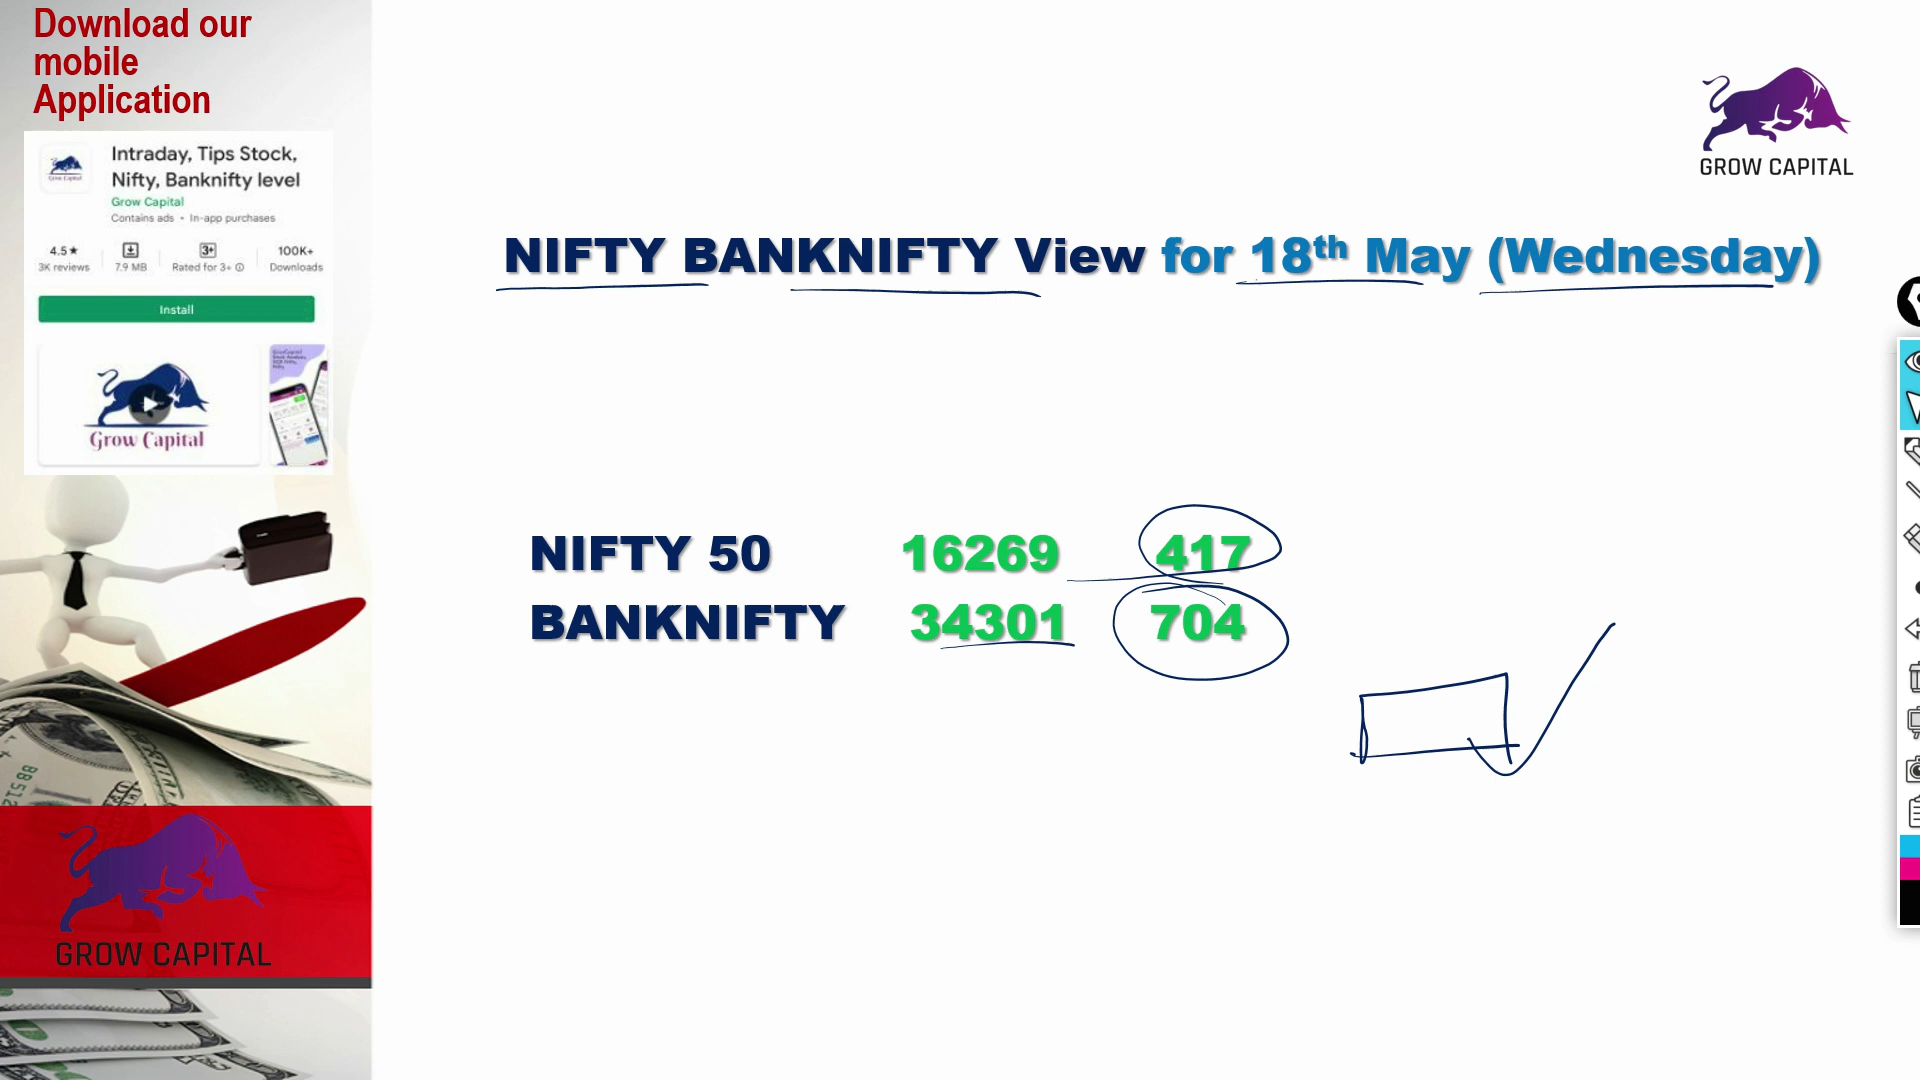 Download our
mobile
Application
Intraday, Tips Stock,
Nifty, Banknifty level
Grow Capital
Contains ads • In-app purchases
4.5★ 3+ 100K+
3K reviews 7.9 MB Rated for 3+ Downloads
Install
Grow Capital
GROW CAPITAL
NIFTY BANKNIFTY View for 18th May (Wednesday)
NIFTY 50 16269 417
BANKNIFTY 34301 704
GROW CAPITAL